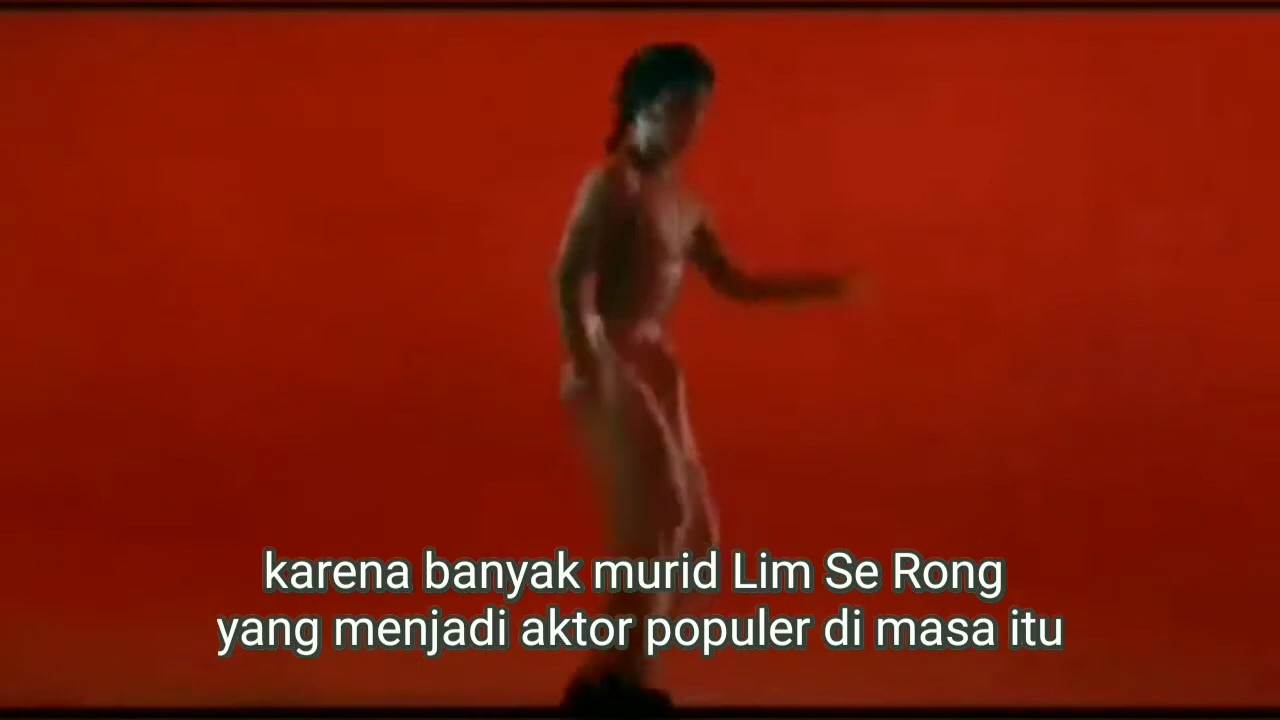 karena banyak murid Lim Se Rong
yang menjadi aktor populer di masa itu